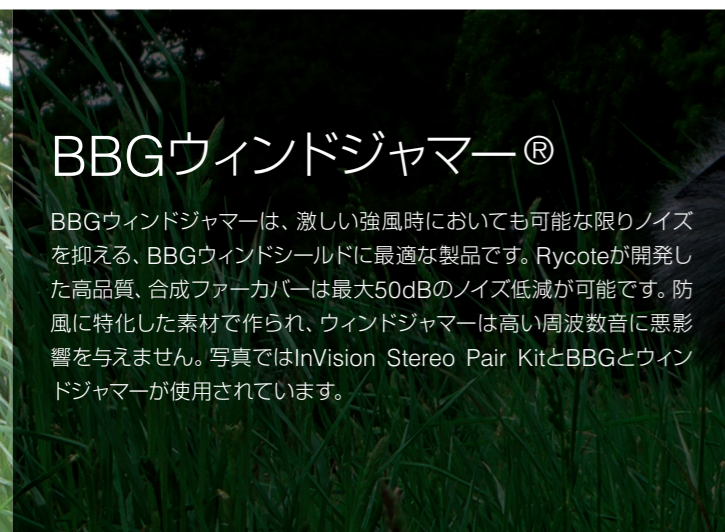 BBGウィンドジャマー®
BBGウィンドジャマーは、激しい強風時においても可能な限りノイズ
を抑える、BBGウィンドシールドに最適な製品です。Rycoteが開発し
た高品質、合成ファーカバーは最大50dBのノイズ低減が可能です。防
風に特化した素材で作られ、ウィンドジャマーは高い周波数音に悪影
響を与えません。写真ではInVision Stereo Pair KitとBBGとウィン
ドジャマーが使用されています。